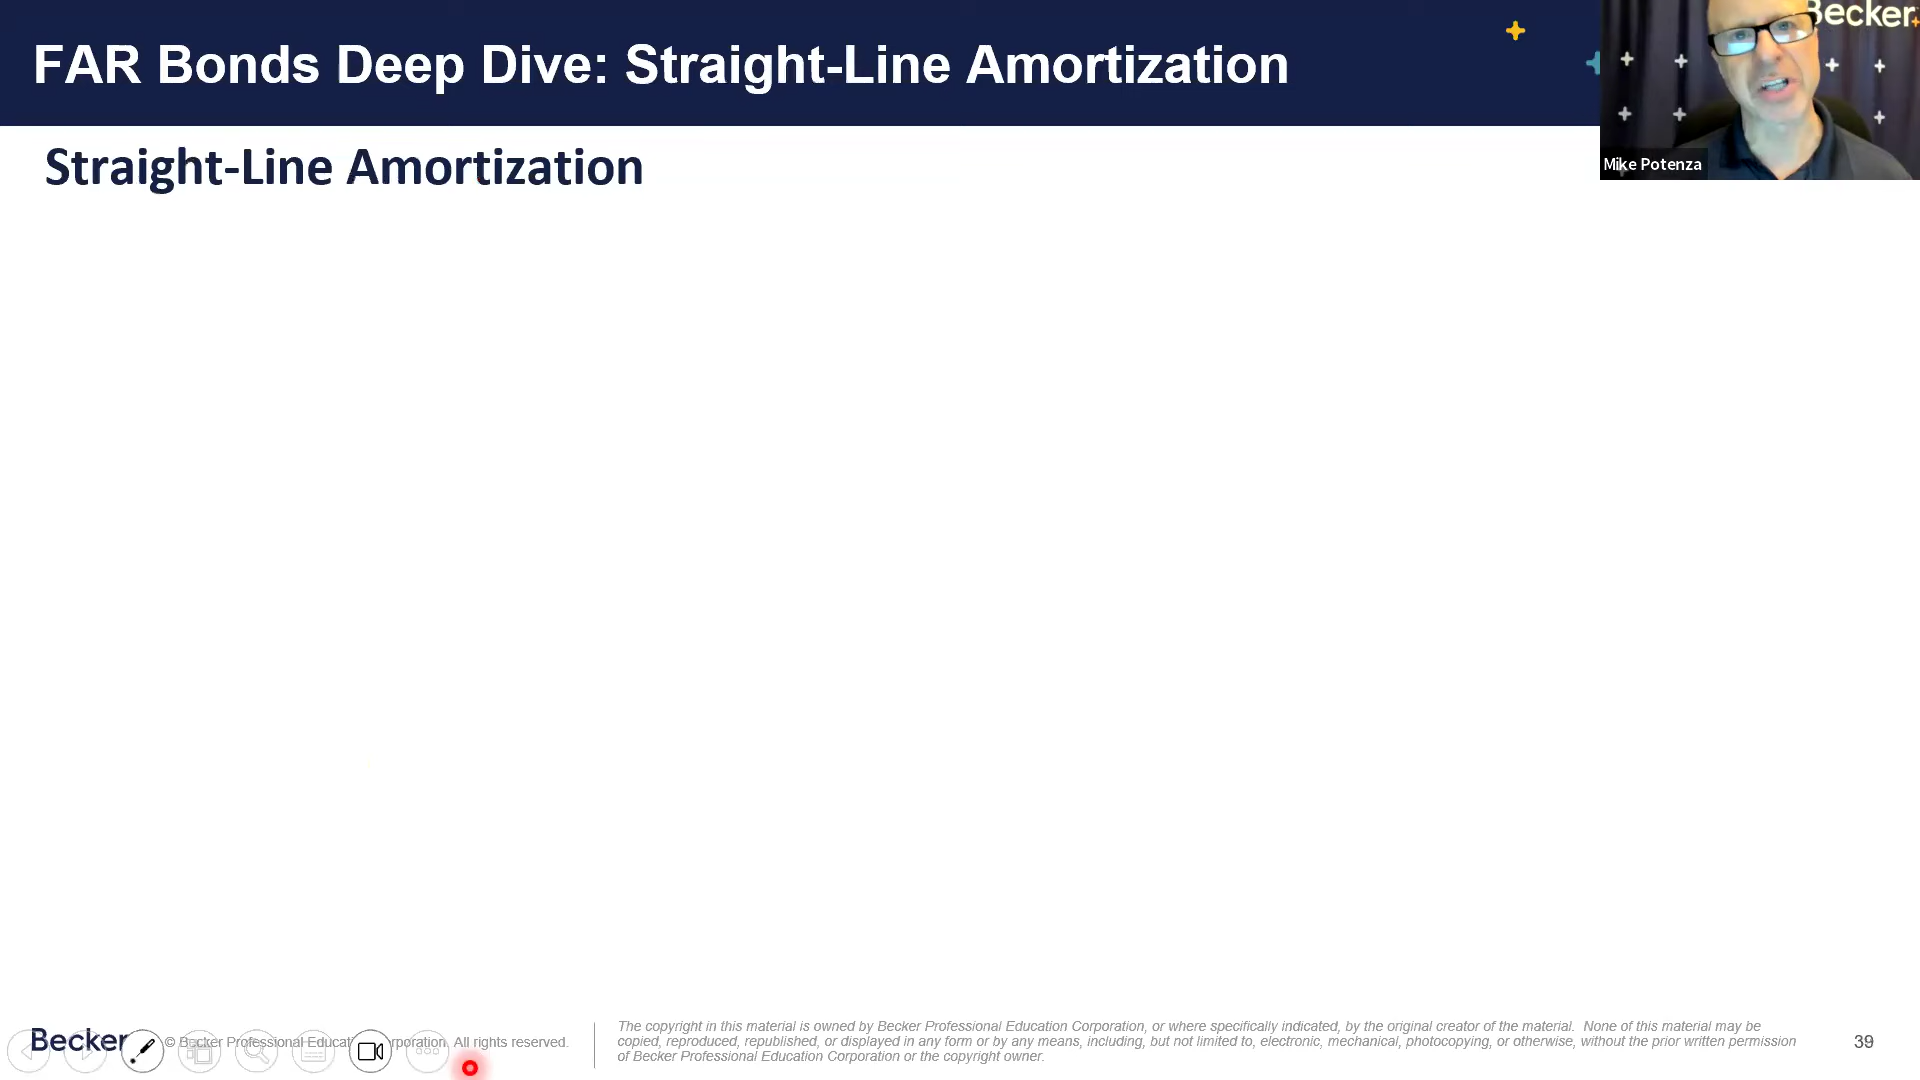 FAR Bonds Deep Dive: Straight-Line Amortization
Becker
Mike Potenza
Straight-Line Amortization
Becker
© Becker Professional Educat rporation. All rights reserved.
The copyright in this material is owned by Becker Professional Education Corporation, or where specifically indicated, by the original creator of the material. None of this material may be
copied, reproduced, republished, or displayed in any form or by any means, including, but not limited to, electronic, mechanical, photocopying, or otherwise, without the prior written permission
of Becker Professional Education Corporation or the copyright owner.
39